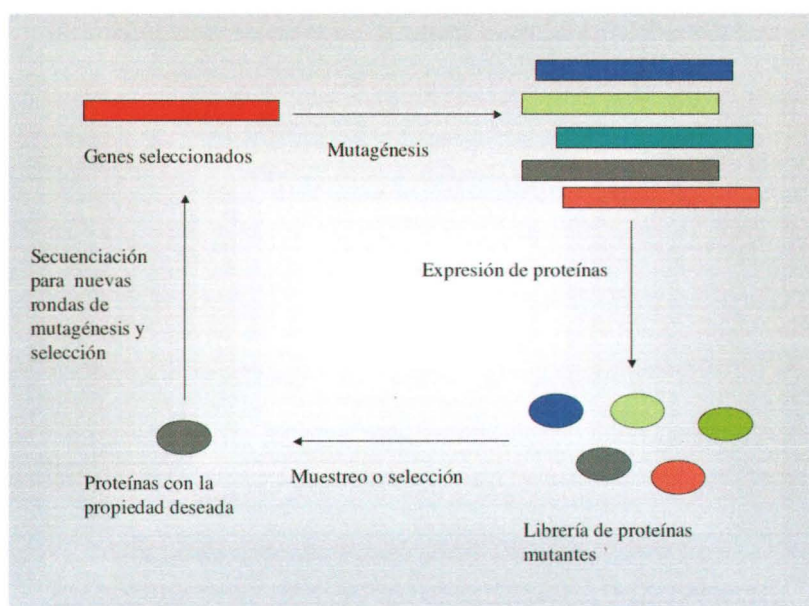 Genes seleccionados
Mutagénesis
Secuenciación
para nuevas
rondas de
mutagénesis y
selección
Expresión de proteínas
Proteínas con la
propiedad deseada
Muestreo o selección
Librería de proteínas
mutantes